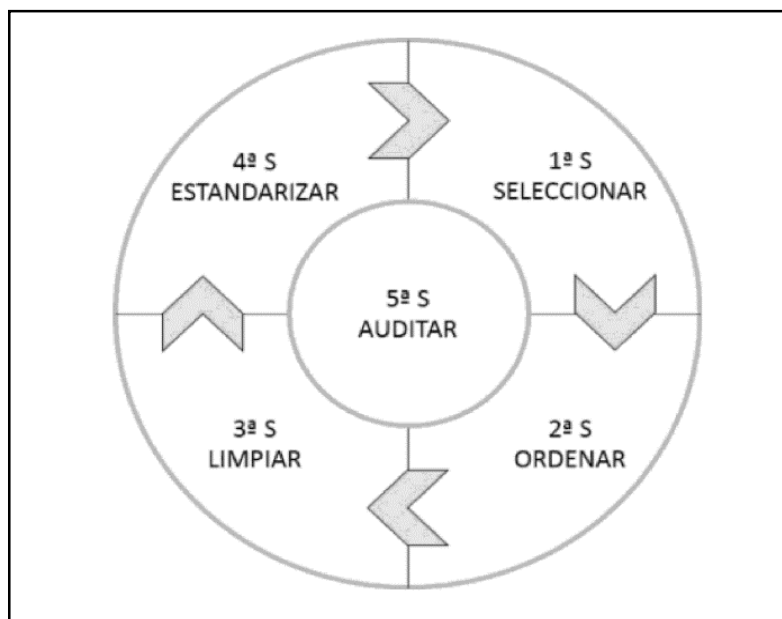 4ª S
ESTANDARIZAR
1ª S
SELECCIONAR
5ª S
AUDITAR
3ª S
LIMPIAR
2ª S
ORDENAR